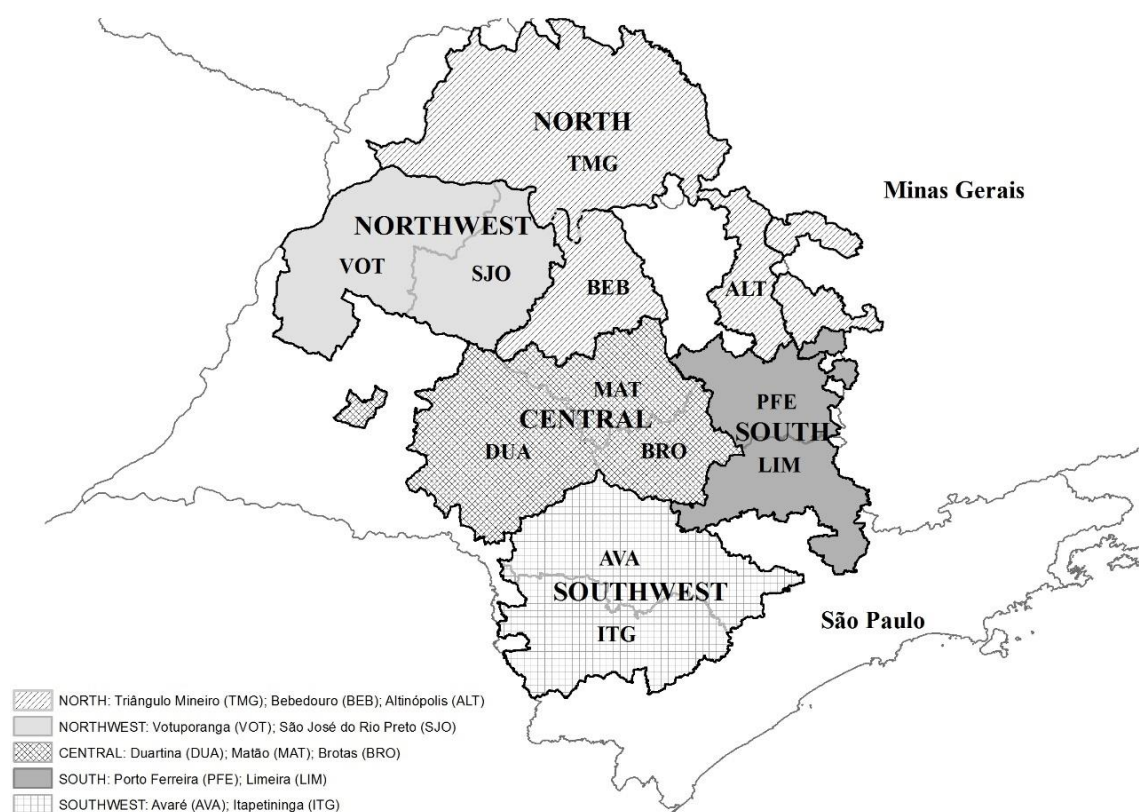 NORTH
TMG
Minas Gerais
NORTHWEST
VOT
SJO
BEB
ALT
MAT
PFE
CENTRAL
SOUTH
DUA
BRO
LIM
AVA
SOUTHWEST
São Paulo
ITG
NORTH: Triângulo Mineiro (TMG); Bebedouro (BEB); Altinópolis (ALT)
NORTHWEST: Votuporanga (VOT); São José do Rio Preto (SJO)
CENTRAL: Duartina (DUA); Matão (MAT); Brotas (BRO)
SOUTH: Porto Ferreira (PFE); Limeira (LIM)
SOUTHWEST: Avaré (AVA); Itapetininga (ITG)